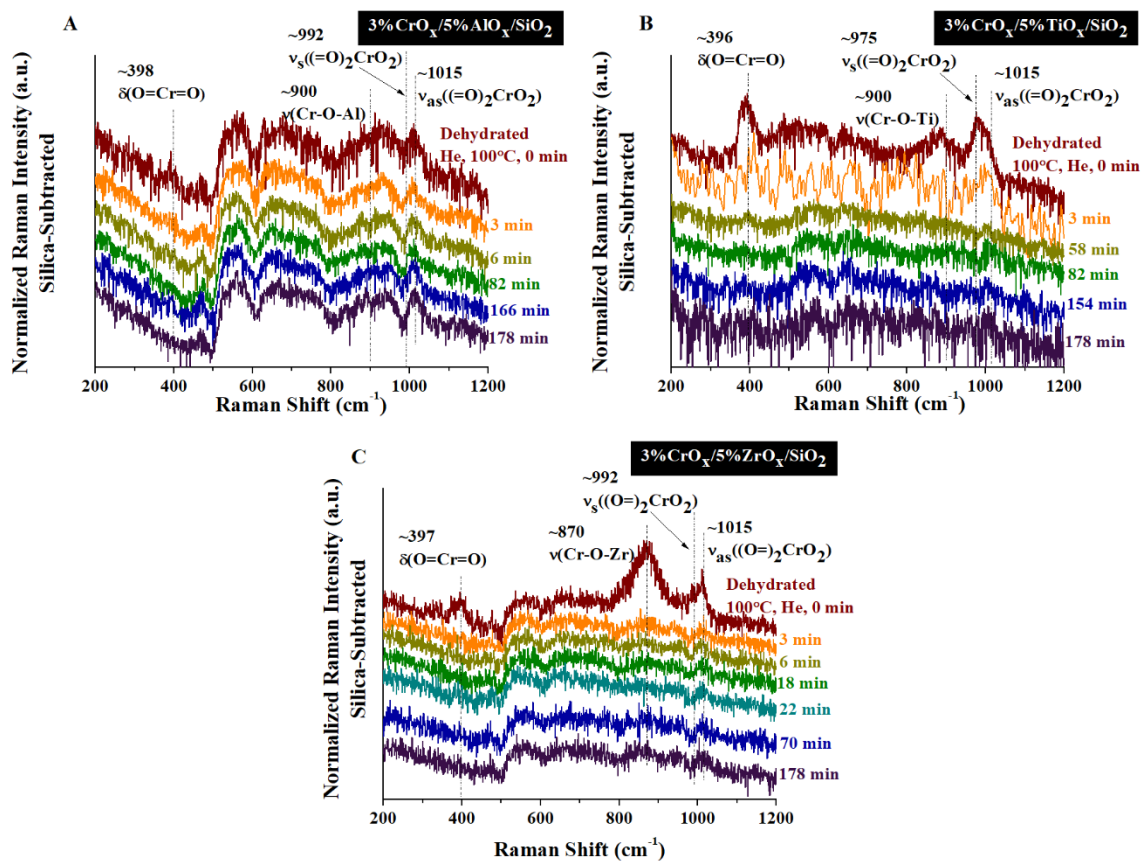 A
3%CrOₓ/5%AlOₓ/SiO₂
~992
νₛ((=O)₂CrO₂)
~398
δ(O=Cr=O)
~900
ν(Cr-O-Al)
~1015
νₐₛ((=O)₂CrO₂)
Dehydrated
He, 100°C, 0 min
3 min
6 min
82 min
166 min
178 min
Normalized Raman Intensity (a.u.)
Silica-Subtracted
200 400 600 800 1000 1200
Raman Shift (cm⁻¹)
B
3%CrOₓ/5%TiOₓ/SiO₂
~396
δ(O=Cr=O)
~975
νₛ((=O)₂CrO₂)
~900
ν(Cr-O-Ti)
~1015
νₐₛ((=O)₂CrO₂)
Dehydrated
100°C, He, 0 min
3 min
58 min
82 min
154 min
178 min
Normalized Raman Intensity (a.u.)
Silica-Subtracted
200 400 600 800 1000 1200
Raman Shift (cm⁻¹)
C
3%CrOₓ/5%ZrOₓ/SiO₂
~992
νₛ((O=)₂CrO₂)
~397
δ(O=Cr=O)
~870
ν(Cr-O-Zr)
~1015
νₐₛ((O=)₂CrO₂)
Dehydrated
100°C, He, 0 min
3 min
6 min
18 min
22 min
70 min
178 min
Normalized Raman Intensity (a.u.)
Silica-Subtracted
200 400 600 800 1000 1200
Raman Shift (cm⁻¹)